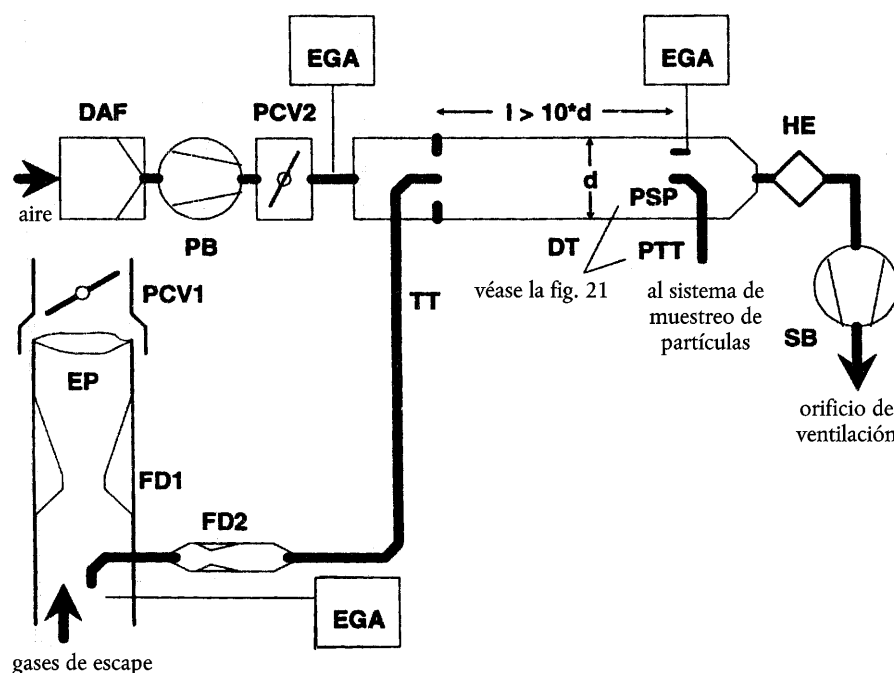 EGA
EGA
DAF
PCV2
l > 10*d
HE
d
aire
PSP
PB
DT
PTT
PCV1
TT
véase la fig. 21
al sistema de
muestreo de
partículas
SB
EP
orificio de
ventilación
FD1
FD2
EGA
gases de escape